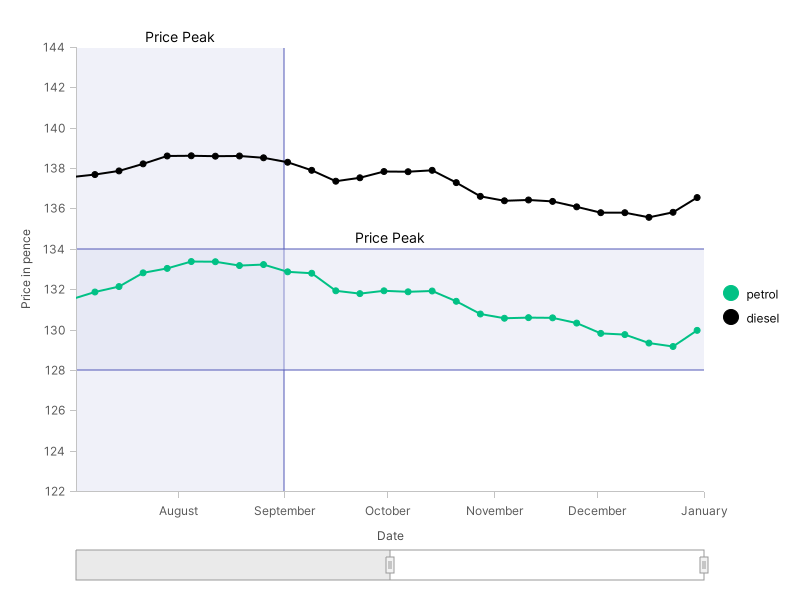 Price Peak
144
142
140
138
136
Price Peak
134
132
130
128
126
124
122
Price in pence
petrol
diesel
August September October November December January
Date